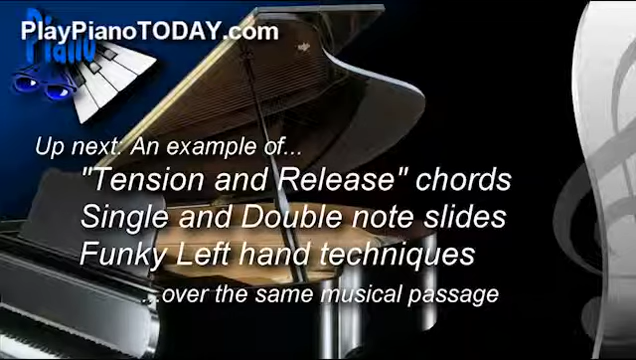 PlayPianoTODAY.com
Piano
Up next: An example of...
"Tension and Release" chords
Single and Double note slides
Funky Left hand techniques
...over the same musical passage